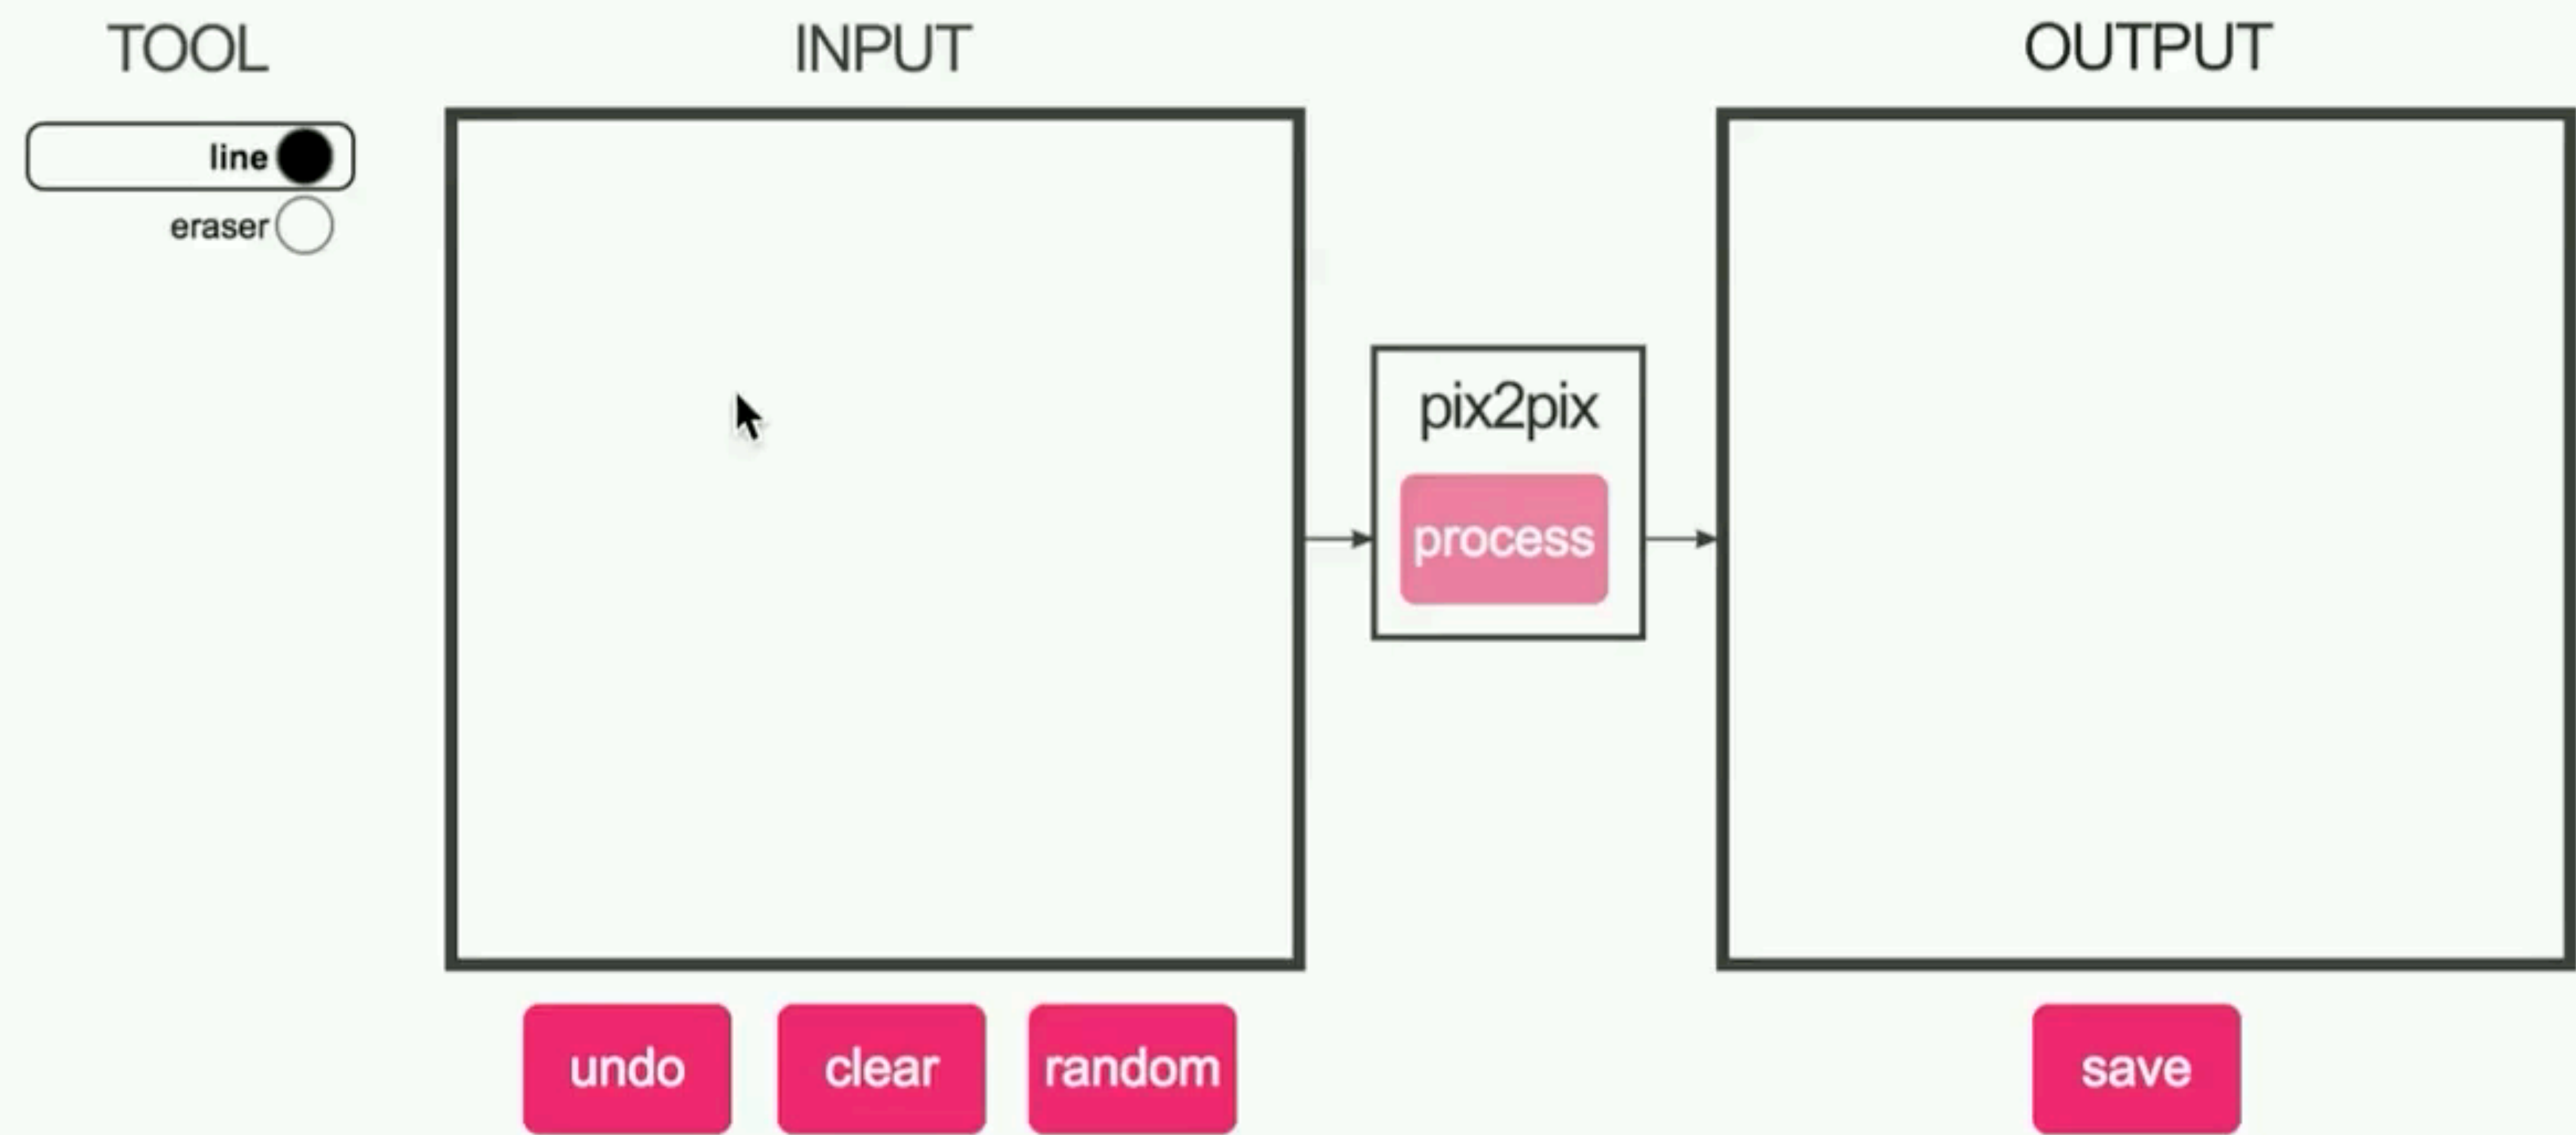 TOOL
INPUT
OUTPUT
line
eraser
pix2pix
process
undo
clear
random
save